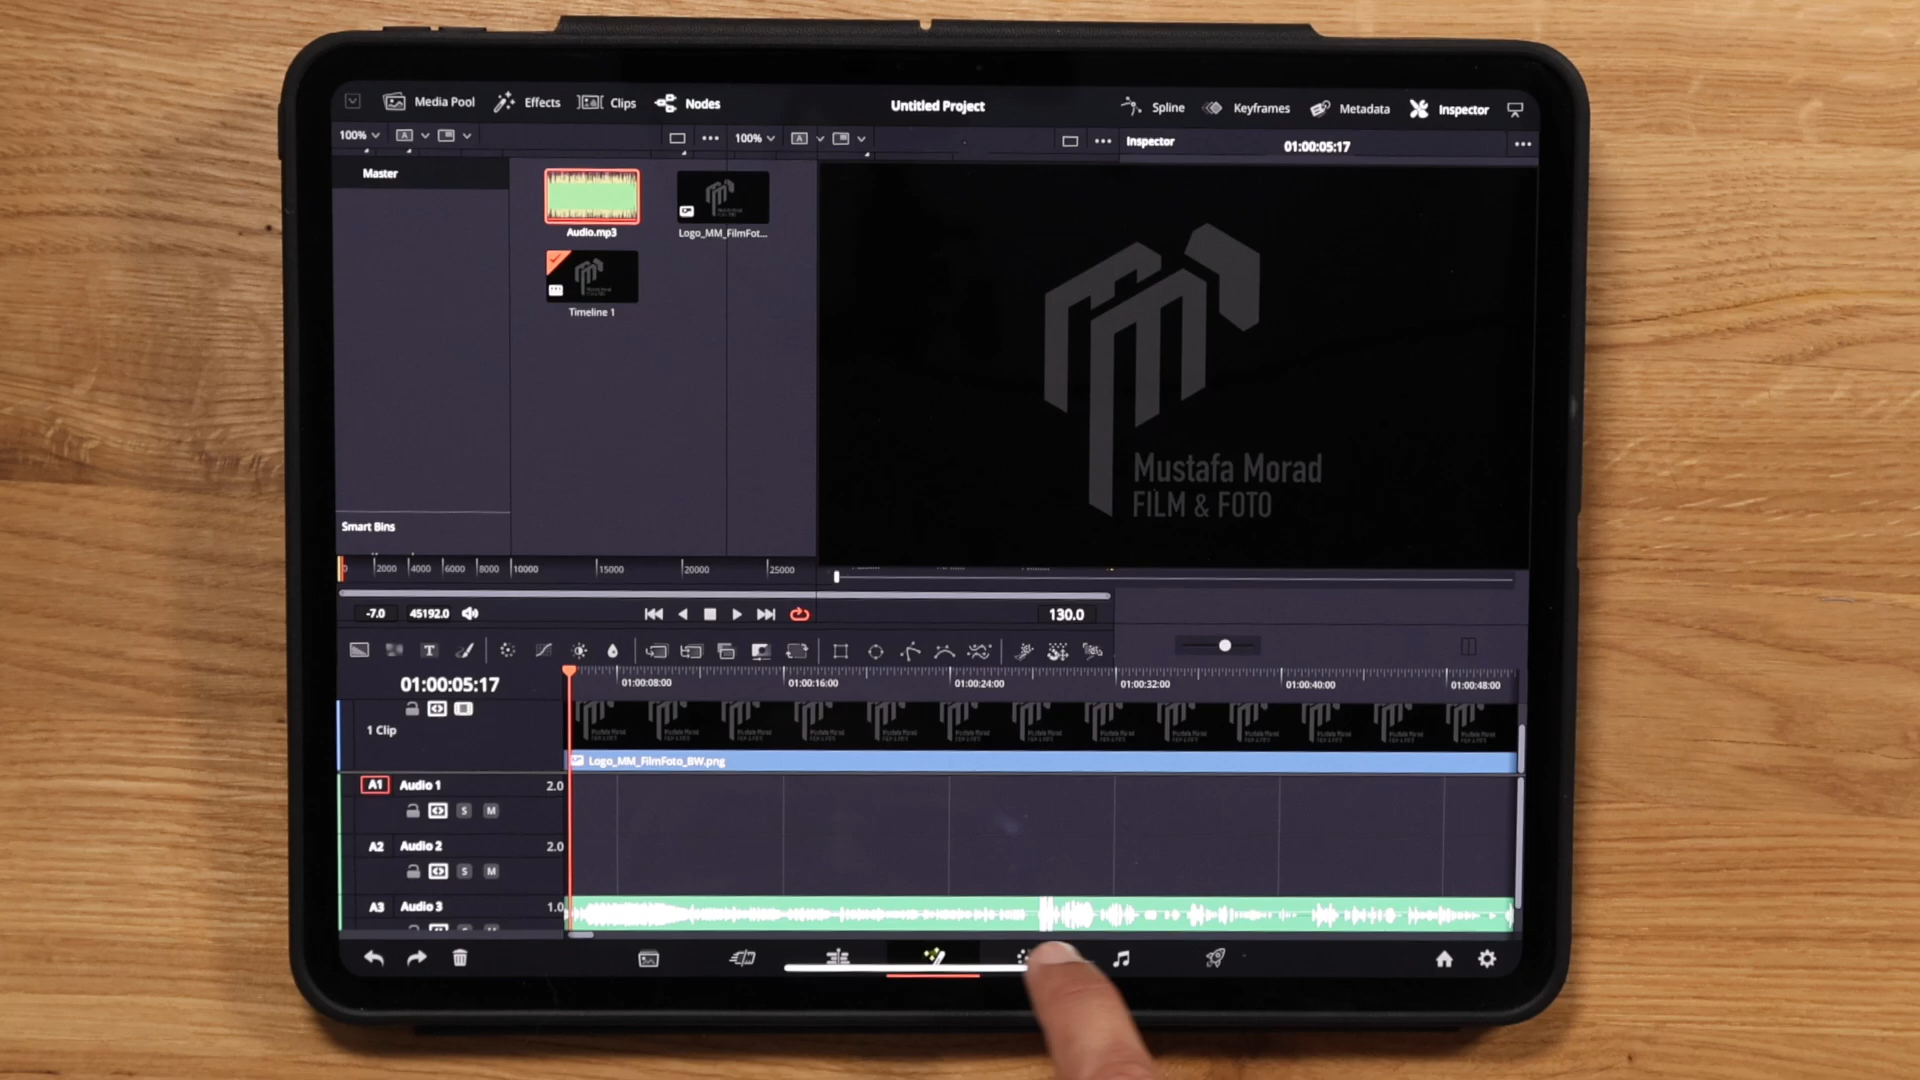 Media Pool Effects Clips Nodes Untitled Project Spline Keyframes Metadata Inspector
100% A 100% A Inspector 01:00:05:17
Master
Audio.mp3 Logo_MM_FilmFot...
Timeline 1
Mustafa Morad
FILM & FOTO
Smart Bins
0 2000 4000 6000 8000 10000 15000 20000 25000
-7.0 45192.0 130.0
T
01:00:05:17 01:00:08:00 01:00:16:00 01:00:24:00 01:00:32:00 01:00:40:00 01:00:48:00
1 Clip
Logo_MM_FilmFoto_BW.png
A1 Audio 1 2.0
S M
A2 Audio 2 2.0
S M
A3 Audio 3 1.0